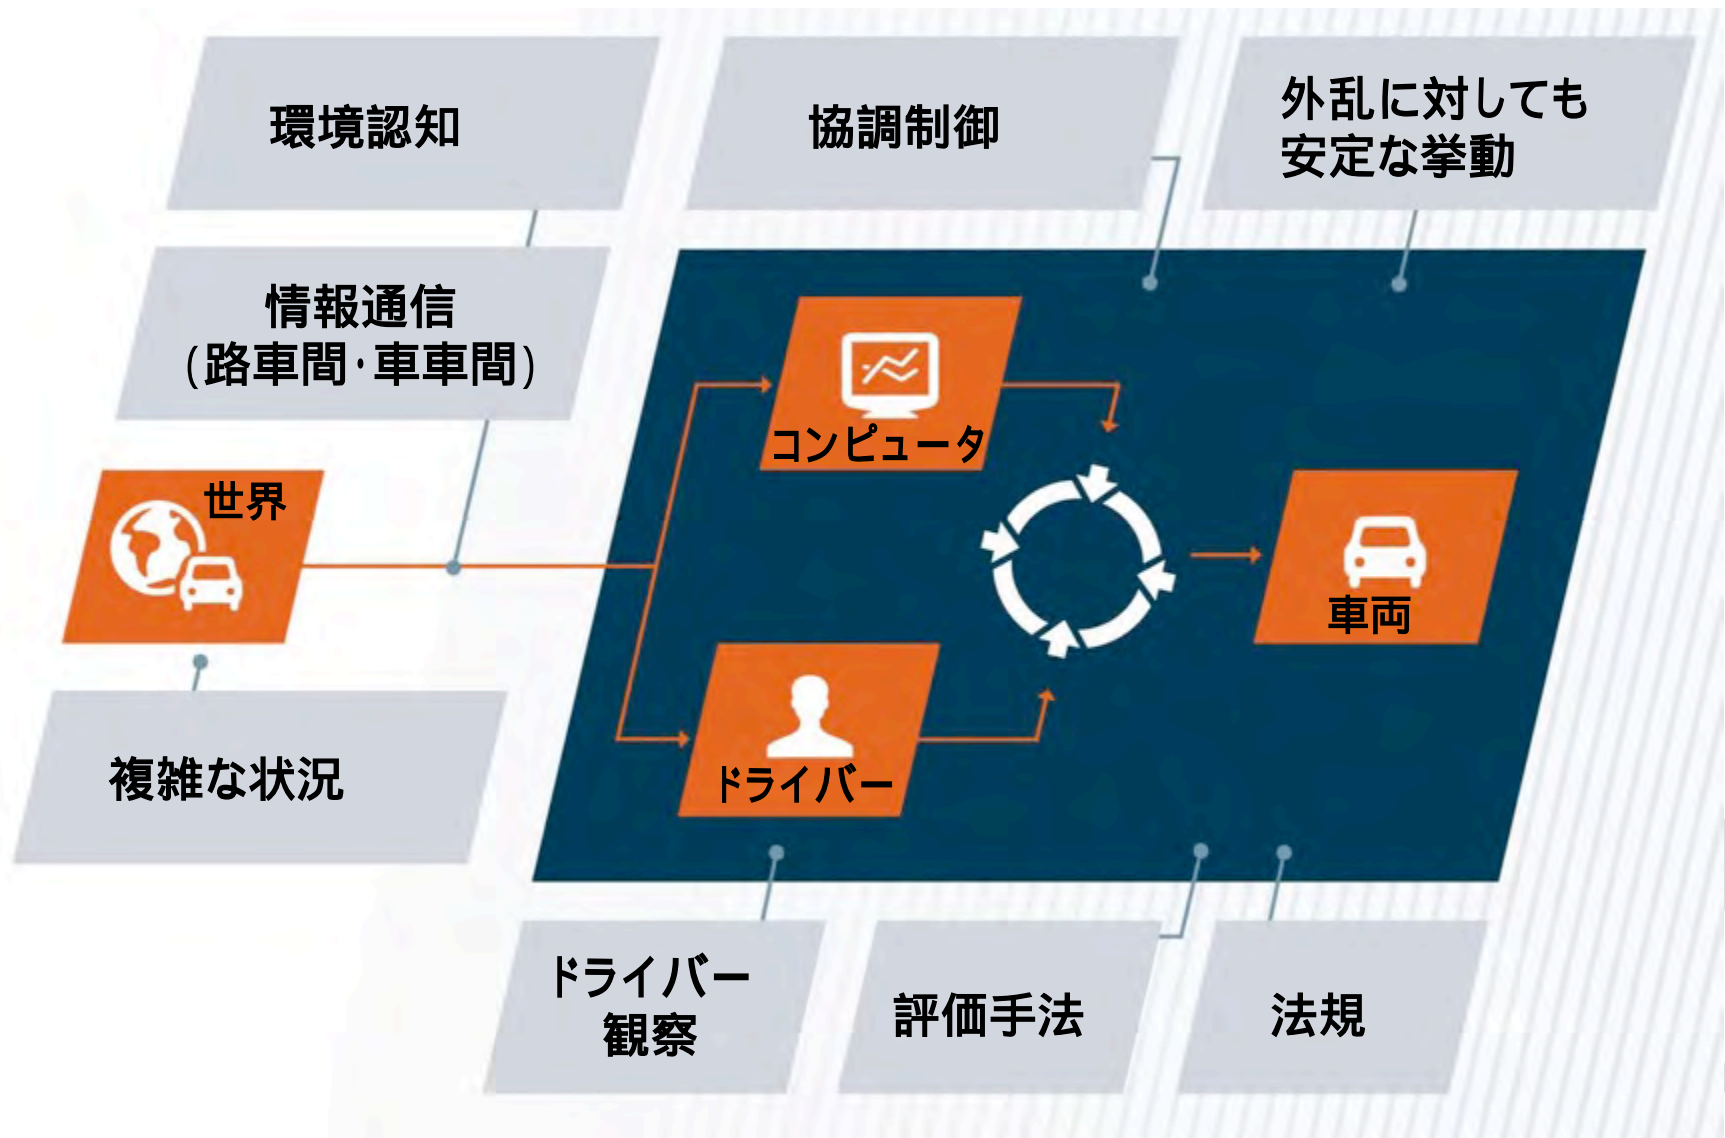 環境認知
協調制御
外乱に対しても
安定な挙動
情報通信
(路車間・車車間)
コンピュータ
世界
車両
ドライバー
複雑な状況
ドライバー
観察
評価手法
法規